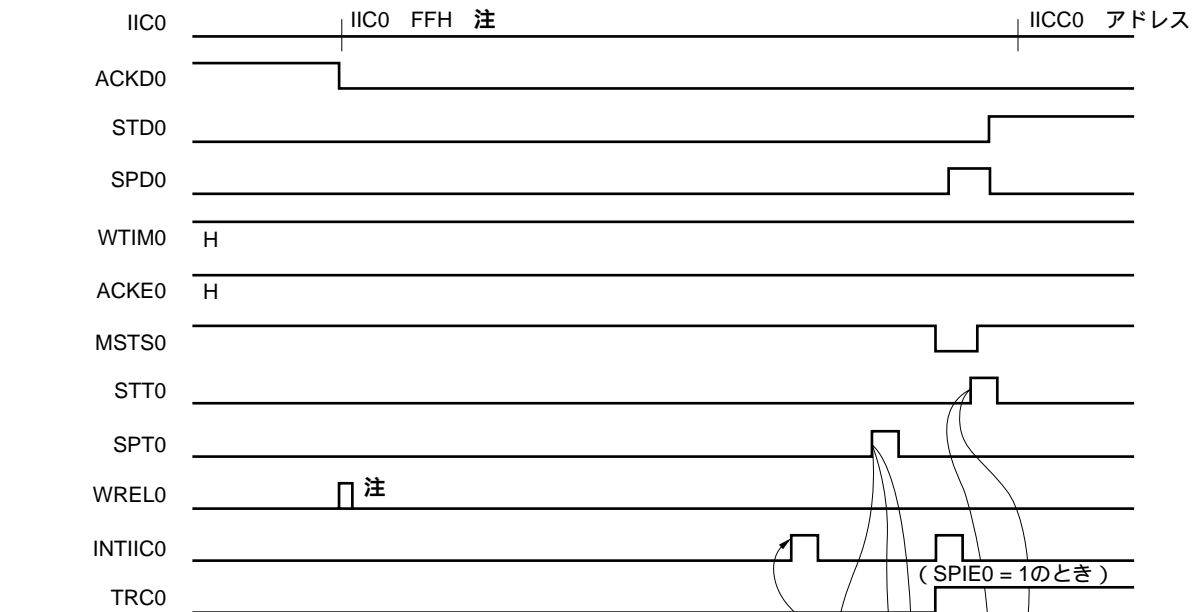 IIC0 IIC0 FFH 注 IICC0 アドレス
ACKD0
STD0
SPD0
WTIM0 H
ACKE0 H
MSTS0
STT0
SPT0
WREL0 注
INTIIC0
( SPIE0 = 1のとき )
TRC0